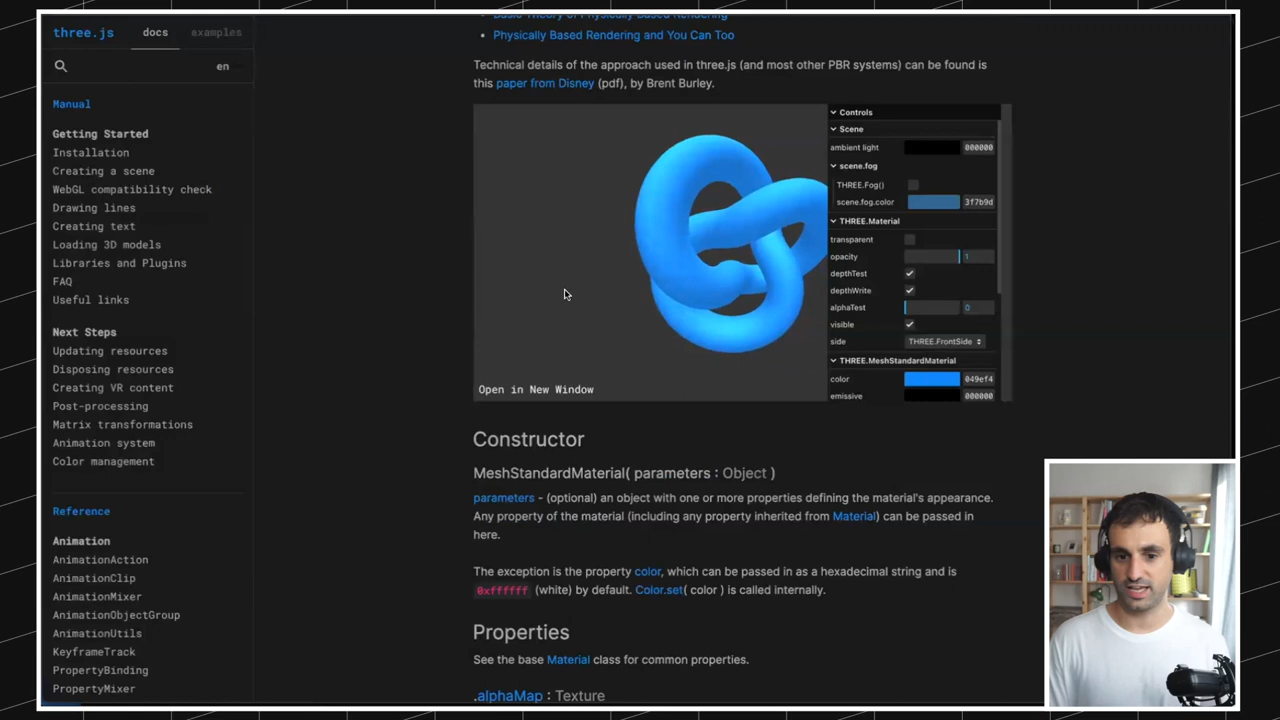 three.js
docs
examples
en
Manual
Getting Started
Installation
Creating a scene
WebGL compatibility check
Drawing lines
Creating text
Loading 3D models
Libraries and Plugins
FAQ
Useful links
Next Steps
Updating resources
Disposing resources
Creating VR content
Post-processing
Matrix transformations
Animation system
Color management
Reference
Animation
AnimationAction
AnimationClip
AnimationMixer
AnimationObjectGroup
AnimationUtils
KeyframeTrack
PropertyBinding
PropertyMixer
Basic Theory of Physically Based Rendering
• Physically Based Rendering and You Can Too
Technical details of the approach used in three.js (and most other PBR systems) can be found is
this paper from Disney (pdf), by Brent Burley.
Open in New Window
Controls
Scene
ambient light 000000
scene.fog
THREE.Fog()
scene.fog.color 3f7b9d
THREE.Material
transparent
opacity 1
depthTest
depthWrite
alphaTest 0
visible
side THREE.FrontSide
THREE.MeshStandardMaterial
color 049ef4
emissive 000000
Constructor
MeshStandardMaterial( parameters : Object )
parameters - (optional) an object with one or more properties defining the material's appearance.
Any property of the material (including any property inherited from Material) can be passed in
here.
The exception is the property color, which can be passed in as a hexadecimal string and is
0xffffff (white) by default. Color.set( color ) is called internally.
Properties
See the base Material class for common properties.
.alphaMap : Texture